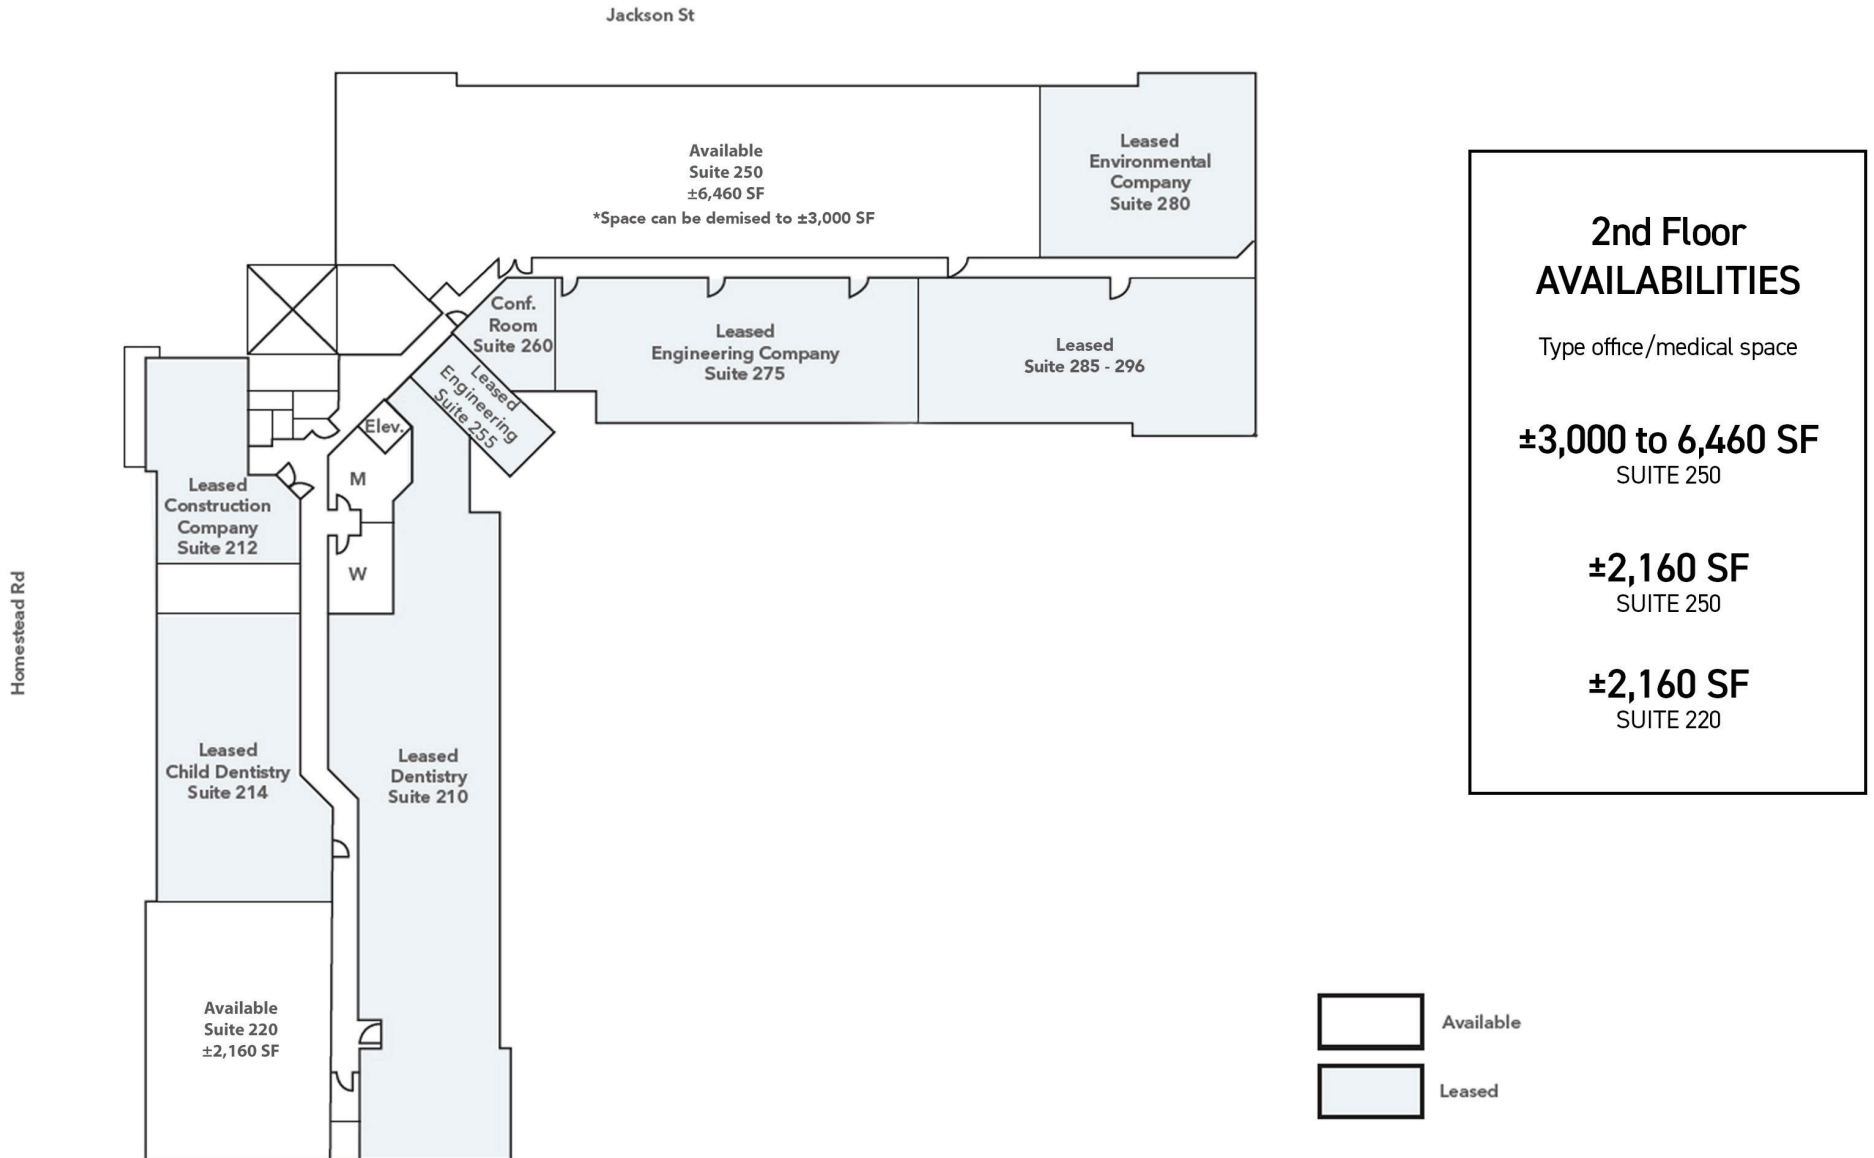 Jackson St
Available
Suite 250
±6,460 SF
*Space can be demised to ±3,000 SF
Leased
Environmental
Company
Suite 280
Conf.
Room
Suite 260
Leased
Engineering Company
Suite 275
Leased
Suite 285 - 296
Leased
Engineering
Suite 255
Elev.
M
W
Leased
Construction
Company
Suite 212
Homestead Rd
Leased
Child Dentistry
Suite 214
Leased
Dentistry
Suite 210
Available
Suite 220
±2,160 SF
2nd Floor
AVAILABILITIES
Type office/medical space
±3,000 to 6,460 SF
SUITE 250
±2,160 SF
SUITE 250
±2,160 SF
SUITE 220
Available
Leased